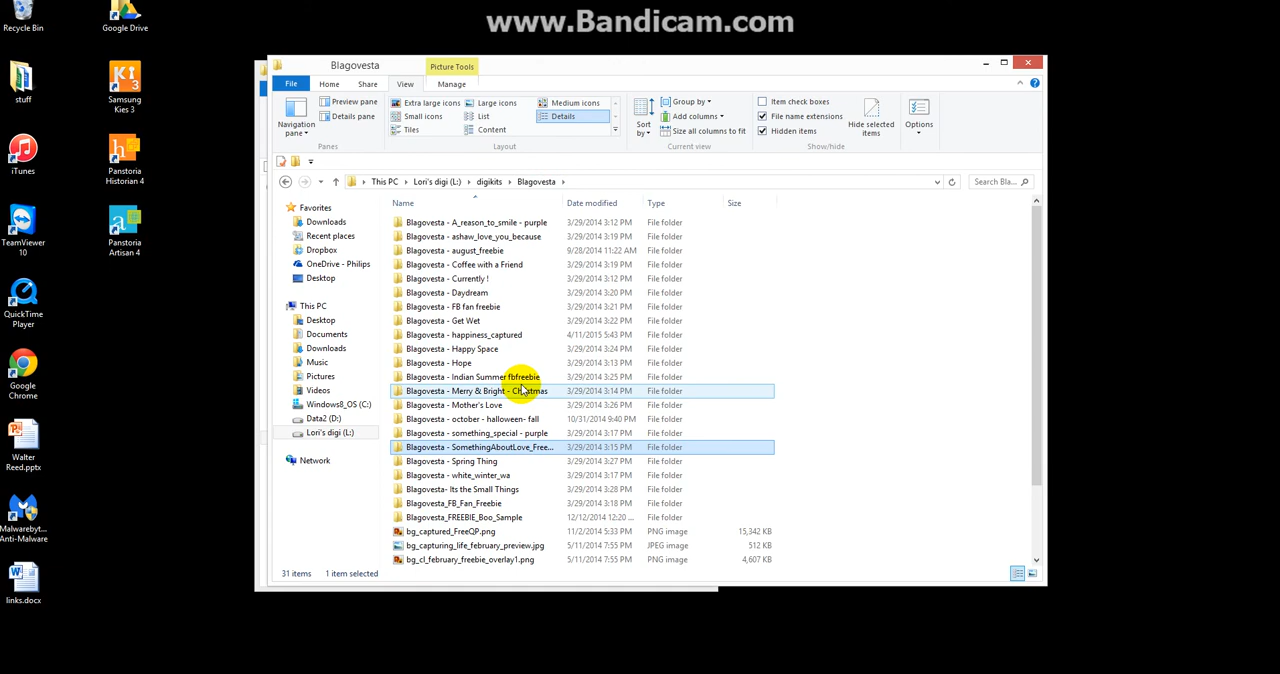 www.Bandicam.com
Recycle Bin
Google Drive
stuff
Samsung
Kies 3
iTunes
Pantoria
Historian 4
TeamViewer
10
Pantoria
Artisan 4
QuickTime
Player
Google
Chrome
Walter
Reed.pptx
Malwarebyt...
Anti-Malware
links.docx
Blagovesta
Picture Tools
File
Home
Share
View
Manage
Navigation
pane
Preview pane
Details pane
Panes
Extra large icons
Large icons
Medium icons
Small icons
List
Details
Tiles
Content
Layout
Sort
by
Group by
Add columns
Size all columns to fit
Current view
Item check boxes
File name extensions
Hidden items
Hide selected
items
Show/hide
Options
This PC
Lori's digi (L:)
digikits
Blagovesta
Search Bla...
Favorites
Downloads
Recent places
Dropbox
OneDrive - Philips
Desktop
This PC
Desktop
Documents
Downloads
Music
Pictures
Videos
Windows8_OS (C:)
Data2 (D:)
Lori's digi (L:)
Network
Name Date modified Type Size
Blagovesta - A_reason_to_smile - purple 3/29/2014 3:12 PM File folder
Blagovesta - ashaw_love_you_because 3/29/2014 3:19 PM File folder
Blagovesta - august_freebie 9/28/2014 11:22 AM File folder
Blagovesta - Coffee with a Friend 3/29/2014 3:19 PM File folder
Blagovesta - Currently ! 3/29/2014 3:12 PM File folder
Blagovesta - Daydream 3/29/2014 3:20 PM File folder
Blagovesta - FB fan freebie 3/29/2014 3:21 PM File folder
Blagovesta - Get Wet 3/29/2014 3:22 PM File folder
Blagovesta - happiness_captured 4/11/2015 5:43 PM File folder
Blagovesta - Happy Space 3/29/2014 3:24 PM File folder
Blagovesta - Hope 3/29/2014 3:13 PM File folder
Blagovesta - Indian Summer fbfreebie 3/29/2014 3:25 PM File folder
Blagovesta - Merry & Bright - Christmas 3/29/2014 3:14 PM File folder
Blagovesta - Mother's Love 3/29/2014 3:26 PM File folder
Blagovesta - october - halloween- fall 10/31/2014 9:40 PM File folder
Blagovesta - something_special - purple 3/29/2014 3:17 PM File folder
Blagovesta - SomethingAboutLove_Free... 3/29/2014 3:15 PM File folder
Blagovesta - Spring Thing 3/29/2014 3:27 PM File folder
Blagovesta - white_winter_wa 3/29/2014 3:17 PM File folder
Blagovesta- Its the Small Things 3/29/2014 3:28 PM File folder
Blagovesta_FB_Fan_Freebie 3/29/2014 3:18 PM File folder
Blagovesta_FREEBIE_Boo_Sample 12/12/2014 12:20 ... File folder
bg_captured_FreeQP.png 11/2/2014 5:33 PM PNG image 15,342 KB
bg_capturing_life_february_preview.jpg 5/11/2014 7:55 PM JPEG image 512 KB
bg_cl_february_freebie_overlay1.png 5/11/2014 7:55 PM PNG image 4,607 KB
31 items 1 item selected